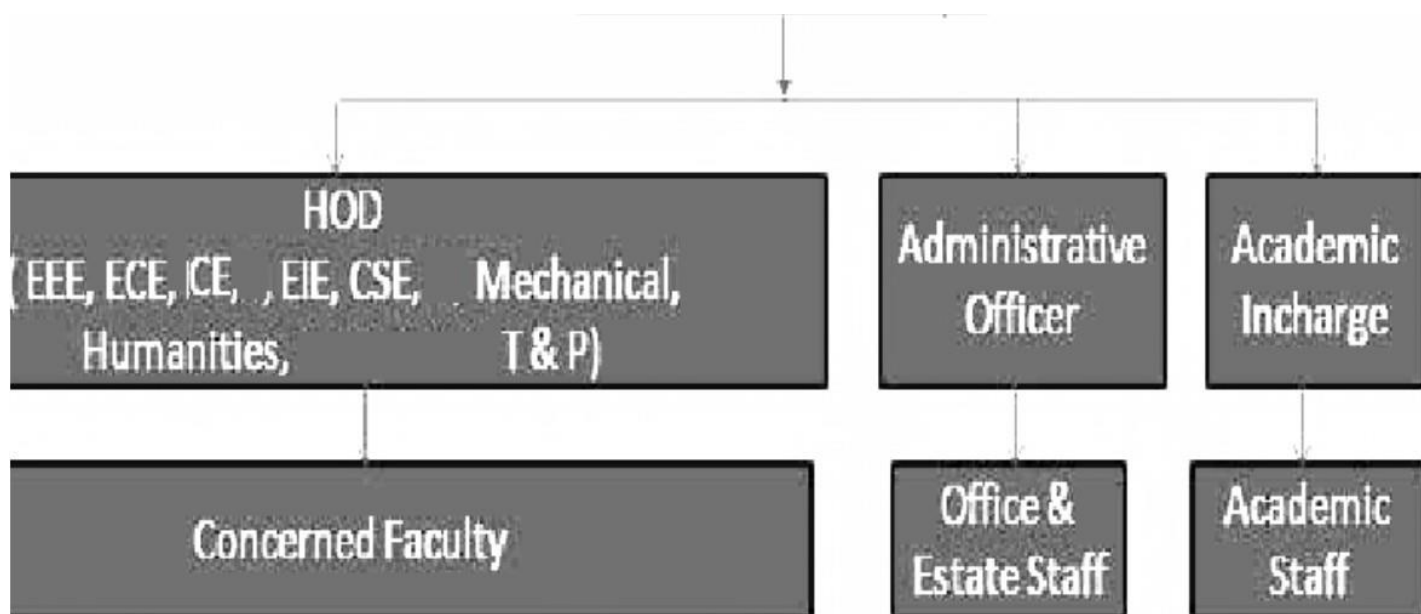 HOD
( EEE, ECE, ICE, , EIE, CSE, Mechanical,
Humanities, T & P)
Administrative
Officer
Academic
Incharge
Concerned Faculty
Office &
Estate Staff
Academic
Staff